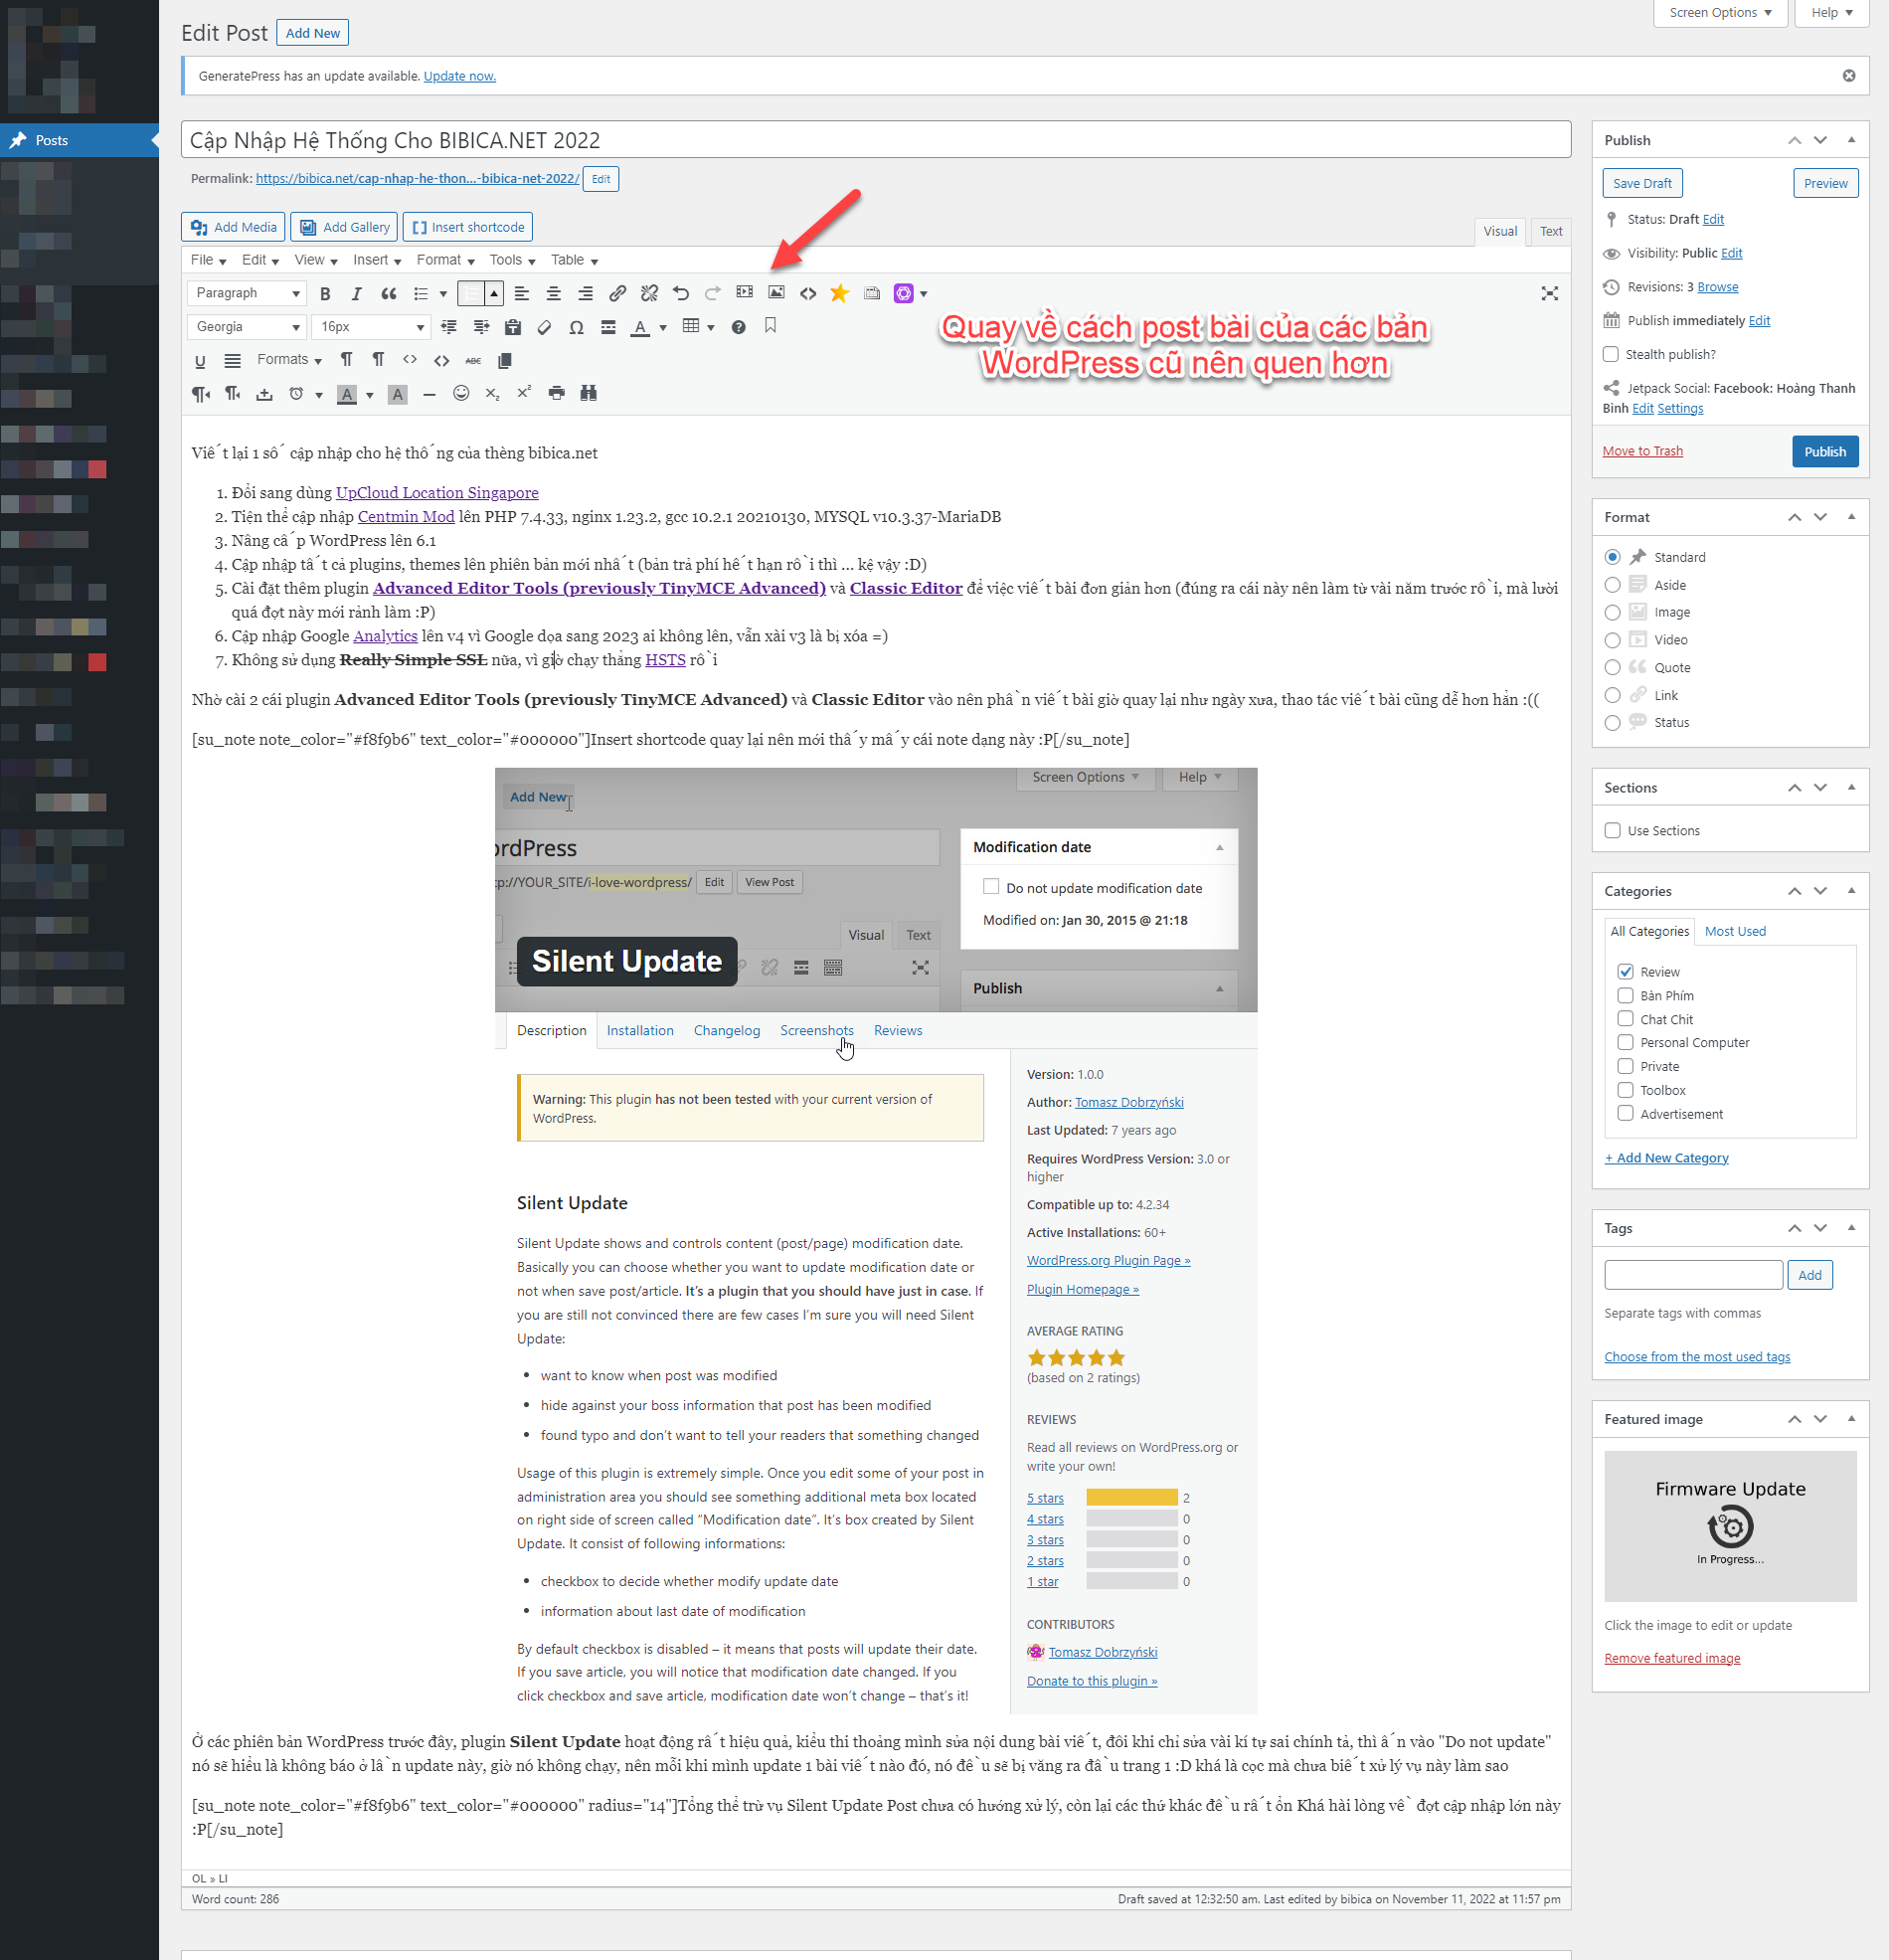 Screen Options
Help
Edit Post
Add New
GeneratePress has an update available. Update now.
Posts
Cập Nhập Hệ Thống Cho BIBICA.NET 2022
Permalink: https://bibica.net/cap-nhap-he-thon...-bibica-net-2022/ Edit
Add Media
Add Gallery
Insert shortcode
Visual
Text
File Edit View Insert Format Tools Table
Paragraph
Georgia
16px
Formats
Quay về cách post bài của các bản
WordPress cũ nên quen hơn
Viết lại 1 số cập nhập cho hệ thống của thèng bibica.net
1. Đổi sang dùng UpCloud Location Singapore
2. Tiện thể cập nhập Centmin Mod lên PHP 7.4.33, nginx 1.23.2, gcc 10.2.1 20210130, MYSQL v10.3.37-MariaDB
3. Nâng cấp WordPress lên 6.1
4. Cập nhập tất cả plugins, themes lên phiên bản mới nhất (bản trả phí hết hạn rồi thì ... kệ vậy :D)
5. Cài đặt thêm plugin Advanced Editor Tools (previously TinyMCE Advanced) và Classic Editor để việc viết bài đơn giản hơn (đúng ra cái này nên làm từ vài năm trước rồi, mà lười
quá đợt này mới rảnh làm :P)
6. Cập nhập Google Analytics lên v4 vì Google dọa sang 2023 ai không lên, vẫn xài v3 là bị xóa =)
7. Không sử dụng Really Simple SSL nữa, vì giờ chạy thẳng HSTS rồi
Nhờ cài 2 cái plugin Advanced Editor Tools (previously TinyMCE Advanced) và Classic Editor vào nên phần viết bài giờ quay lại như ngày xưa, thao tác viết bài cũng dễ hơn hẳn :((
[su_note note_color="#f8f9b6" text_color="#000000"]Insert shortcode quay lại nên mới thấy mấy cái note dạng này :P[/su_note]
Screen Options
Help
Add New
ordPress
tp://YOUR_SITE/i-love-wordpress/ Edit View Post
Visual
Text
Silent Update
Modification date
Do not update modification date
Modified on: Jan 30, 2015 @ 21:18
Publish
Description Installation Changelog Screenshots Reviews
Warning: This plugin has not been tested with your current version of
WordPress.
Silent Update
Silent Update shows and controls content (post/page) modification date.
Basically you can choose whether you want to update modification date or
not when save post/article. It's a plugin that you should have just in case. If
you are still not convinced there are few cases I'm sure you will need Silent
Update:
• want to know when post was modified
• hide against your boss information that post has been modified
• found typo and don't want to tell your readers that something changed
Usage of this plugin is extremely simple. Once you edit some of your post in
administration area you should see something additional meta box located
on right side of screen called "Modification date". It's box created by Silent
Update. It consist of following informations:
• checkbox to decide whether modify update date
• information about last date of modification
By default checkbox is disabled – it means that posts will update their date.
If you save article, you will notice that modification date changed. If you
click checkbox and save article, modification date won't change – that's it!
Version: 1.0.0
Author: Tomasz Dobrzyński
Last Updated: 7 years ago
Requires WordPress Version: 3.0 or
higher
Compatible up to: 4.2.34
Active Installations: 60+
WordPress.org Plugin Page »
Plugin Homepage »
AVERAGE RATING
(based on 2 ratings)
REVIEWS
Read all reviews on WordPress.org or
write your own!
5 stars 2
4 stars 0
3 stars 0
2 stars 0
1 star 0
CONTRIBUTORS
Tomasz Dobrzyński
Donate to this plugin »
Ở các phiên bản WordPress trước đây, plugin Silent Update hoạt động rất hiệu quả, kiểu thi thoảng mình sửa nội dung bài viết, đôi khi chỉ sửa vài kí tự sai chính tả, thì ấn vào "Do not update"
nó sẽ hiểu là không báo ở lần update này, giờ nó không chạy, nên mỗi khi mình update 1 bài viết nào đó, nó đều sẽ bị văng ra đầu trang 1 :D khá là cọc mà chưa biết xử lý vụ này làm sao
[su_note note_color="#f8f9b6" text_color="#000000" radius="14"]Tổng thể trừ vụ Silent Update Post chưa có hướng xử lý, còn lại các thứ khác đều rất ổn Khá hài lòng về đợt cập nhập lớn này
:P[/su_note]
OL » LI
Word count: 286
Draft saved at 12:32:50 am. Last edited by bibica on November 11, 2022 at 11:57 pm
Publish
Save Draft
Preview
Status: Draft Edit
Visibility: Public Edit
Revisions: 3 Browse
Publish immediately Edit
Stealth publish?
Jetpack Social: Facebook: Hoàng Thanh
Bình Edit Settings
Move to Trash
Publish
Format
Standard
Aside
Image
Video
Quote
Link
Status
Sections
Use Sections
Categories
All Categories
Most Used
Review
Bàn Phím
Chat Chit
Personal Computer
Private
Toolbox
Advertisement
+ Add New Category
Tags
Add
Separate tags with commas
Choose from the most used tags
Featured image
Firmware Update
In Progress...
Click the image to edit or update
Remove featured image